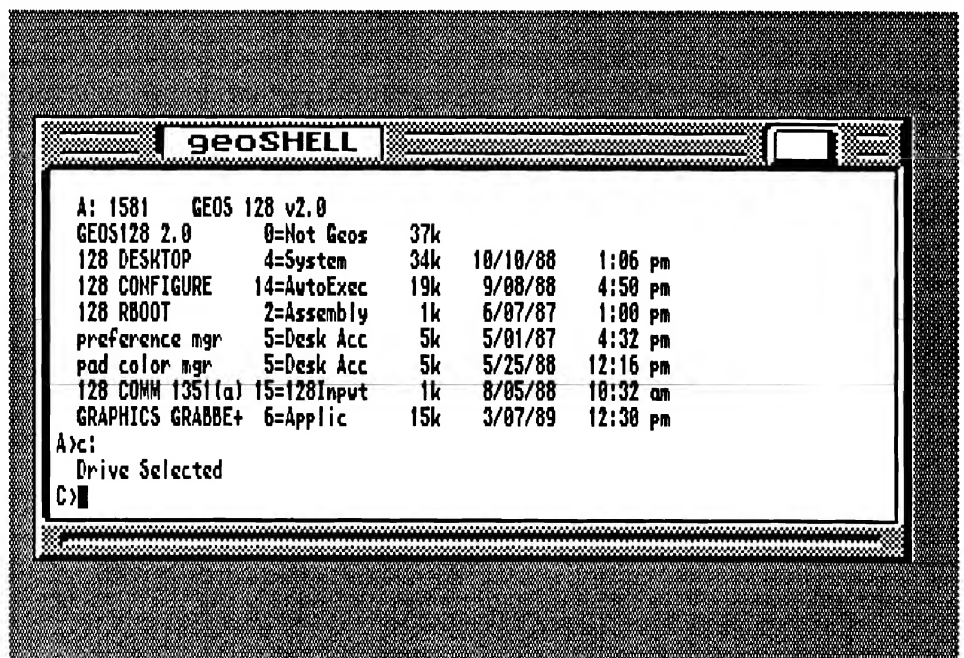 geoSHELL
A: 1581 GEOS 128 v2.0
GEOS128 2.0 0=Not Geos 37k
128 DESKTOP 4=System 34k 10/10/88 1:06 pm
128 CONFIGURE 14=AutoExec 19k 9/08/88 4:50 pm
128 RBOOT 2=Assembly 1k 6/07/87 1:00 pm
preference mgr 5=Desk Acc 5k 5/01/87 4:32 pm
pad color mgr 5=Desk Acc 5k 5/25/88 12:16 pm
128 COMM 1351(a) 15=128Input 1k 8/05/88 10:32 am
GRAPHICS GRABBE+ 6=Applic 15k 3/07/89 12:30 pm
A>c:
Drive Selected
C>